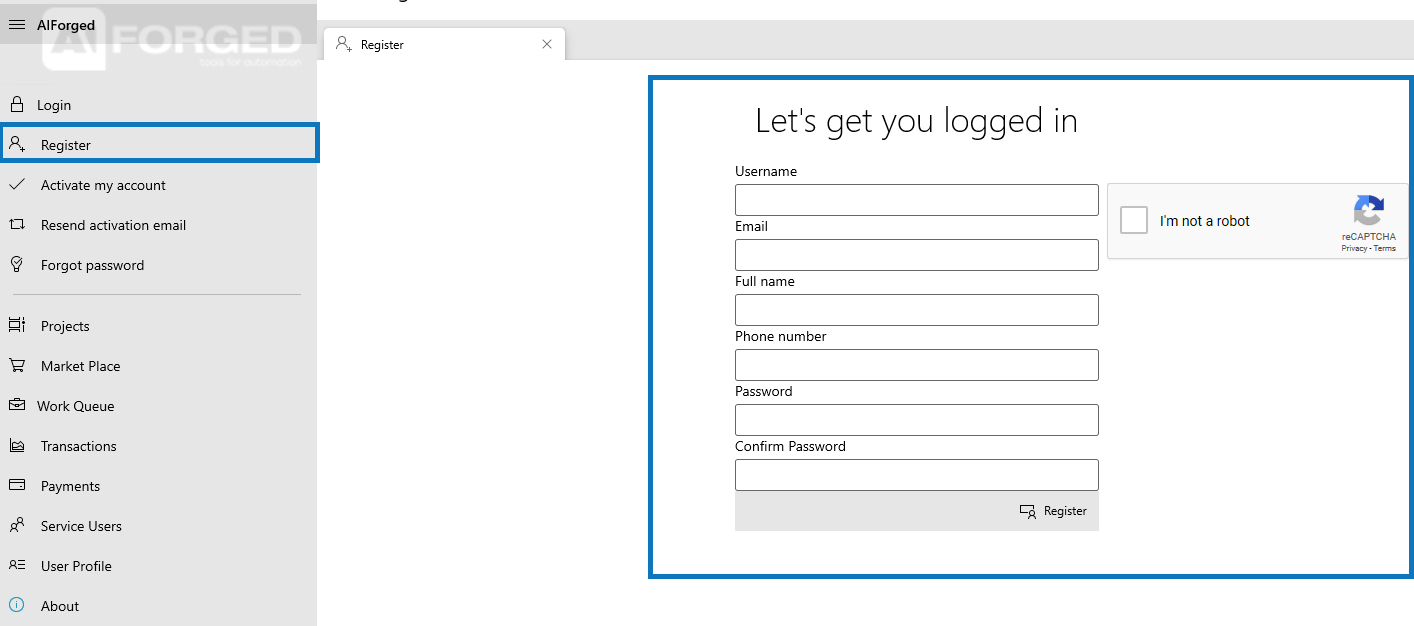 AIForged
AI FORGED
tools for automation
Login
Register
Activate my account
Resend activation email
Forgot password
Projects
Market Place
Work Queue
Transactions
Payments
Service Users
User Profile
About
Register
Let's get you logged in
Username
I'm not a robot
reCAPTCHA
Privacy - Terms
Email
Full name
Phone number
Password
Confirm Password
Register